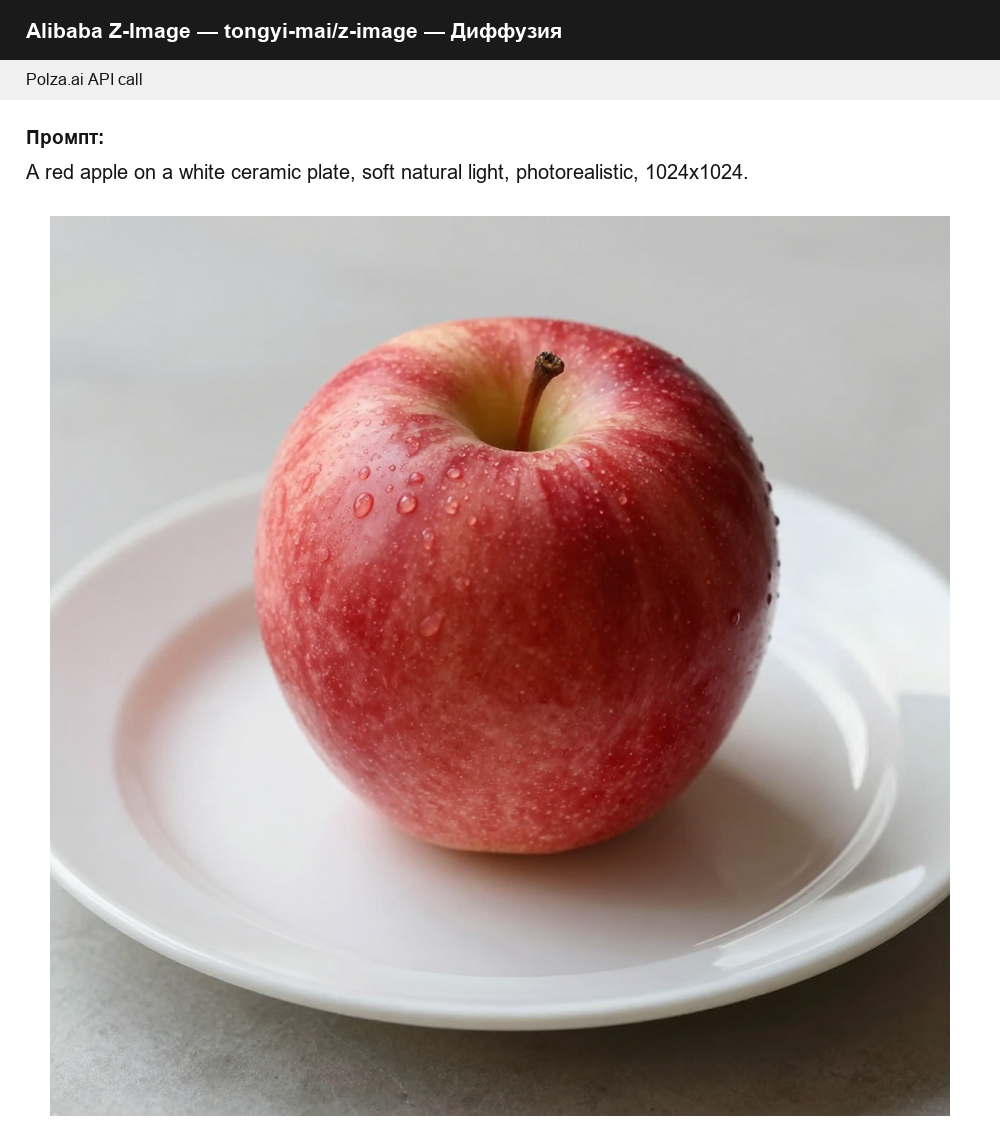 Alibaba Z-Image — tongyi-mai/z-image — Диффузия
Polza.ai API call
Промпт:
A red apple on a white ceramic plate, soft natural light, photorealistic, 1024x1024.